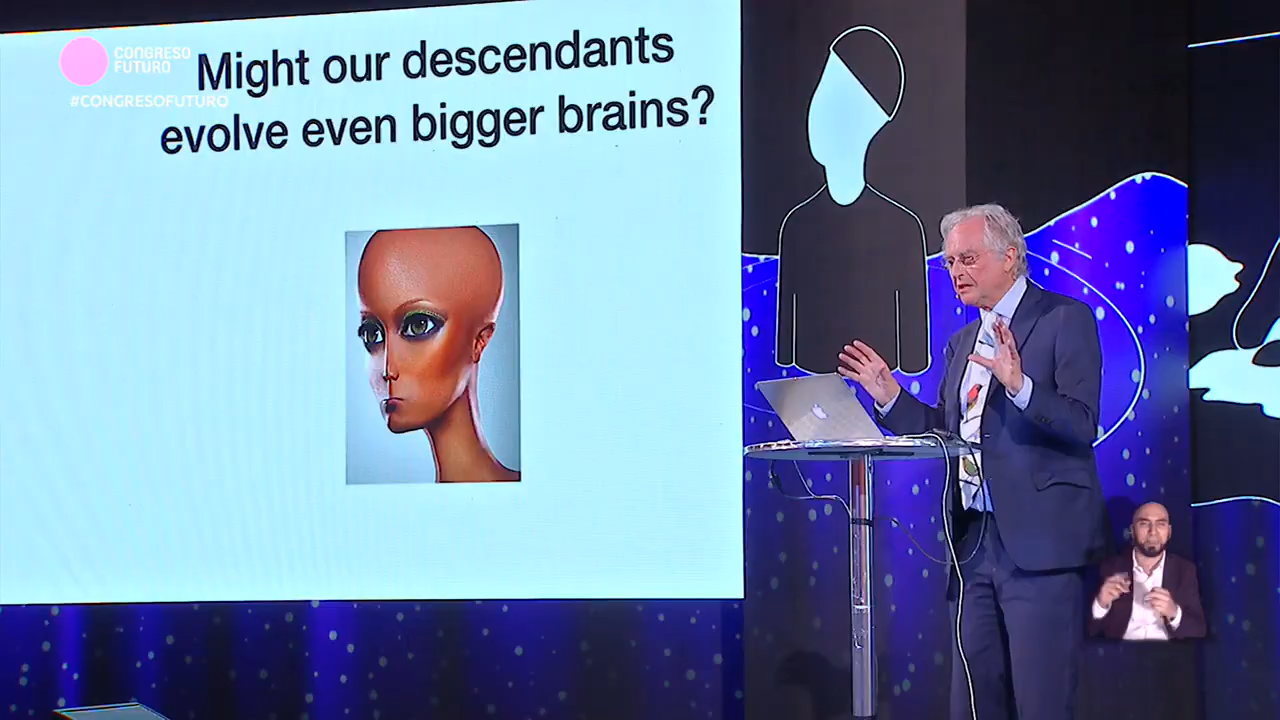 CONGRESO
FUTURO
#CONGRESOFUTURO
Might our descendants
evolve even bigger brains?